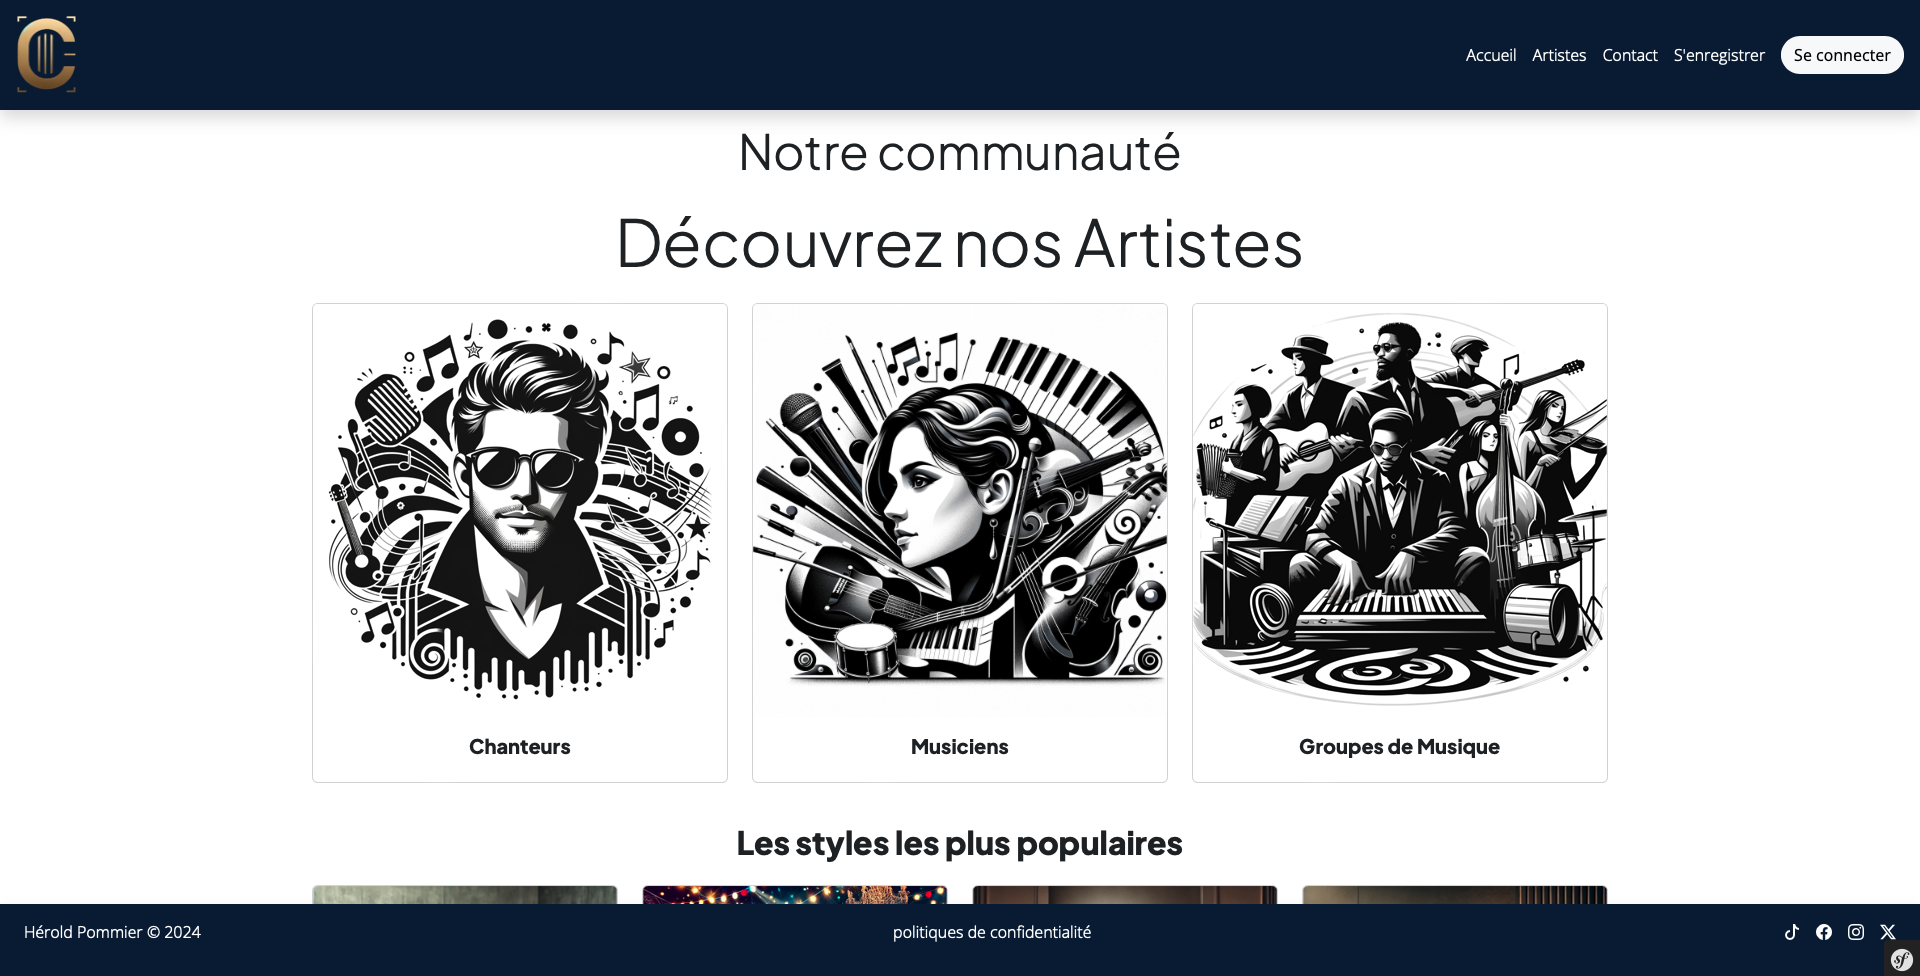 C
Accueil Artistes Contact S'enregistrer Se connecter
Notre communauté
Découvrez nos Artistes
Chanteurs
Musiciens
Groupes de Musique
Les styles les plus populaires
Hérold Pommier © 2024
politiques de confidentialité
sf